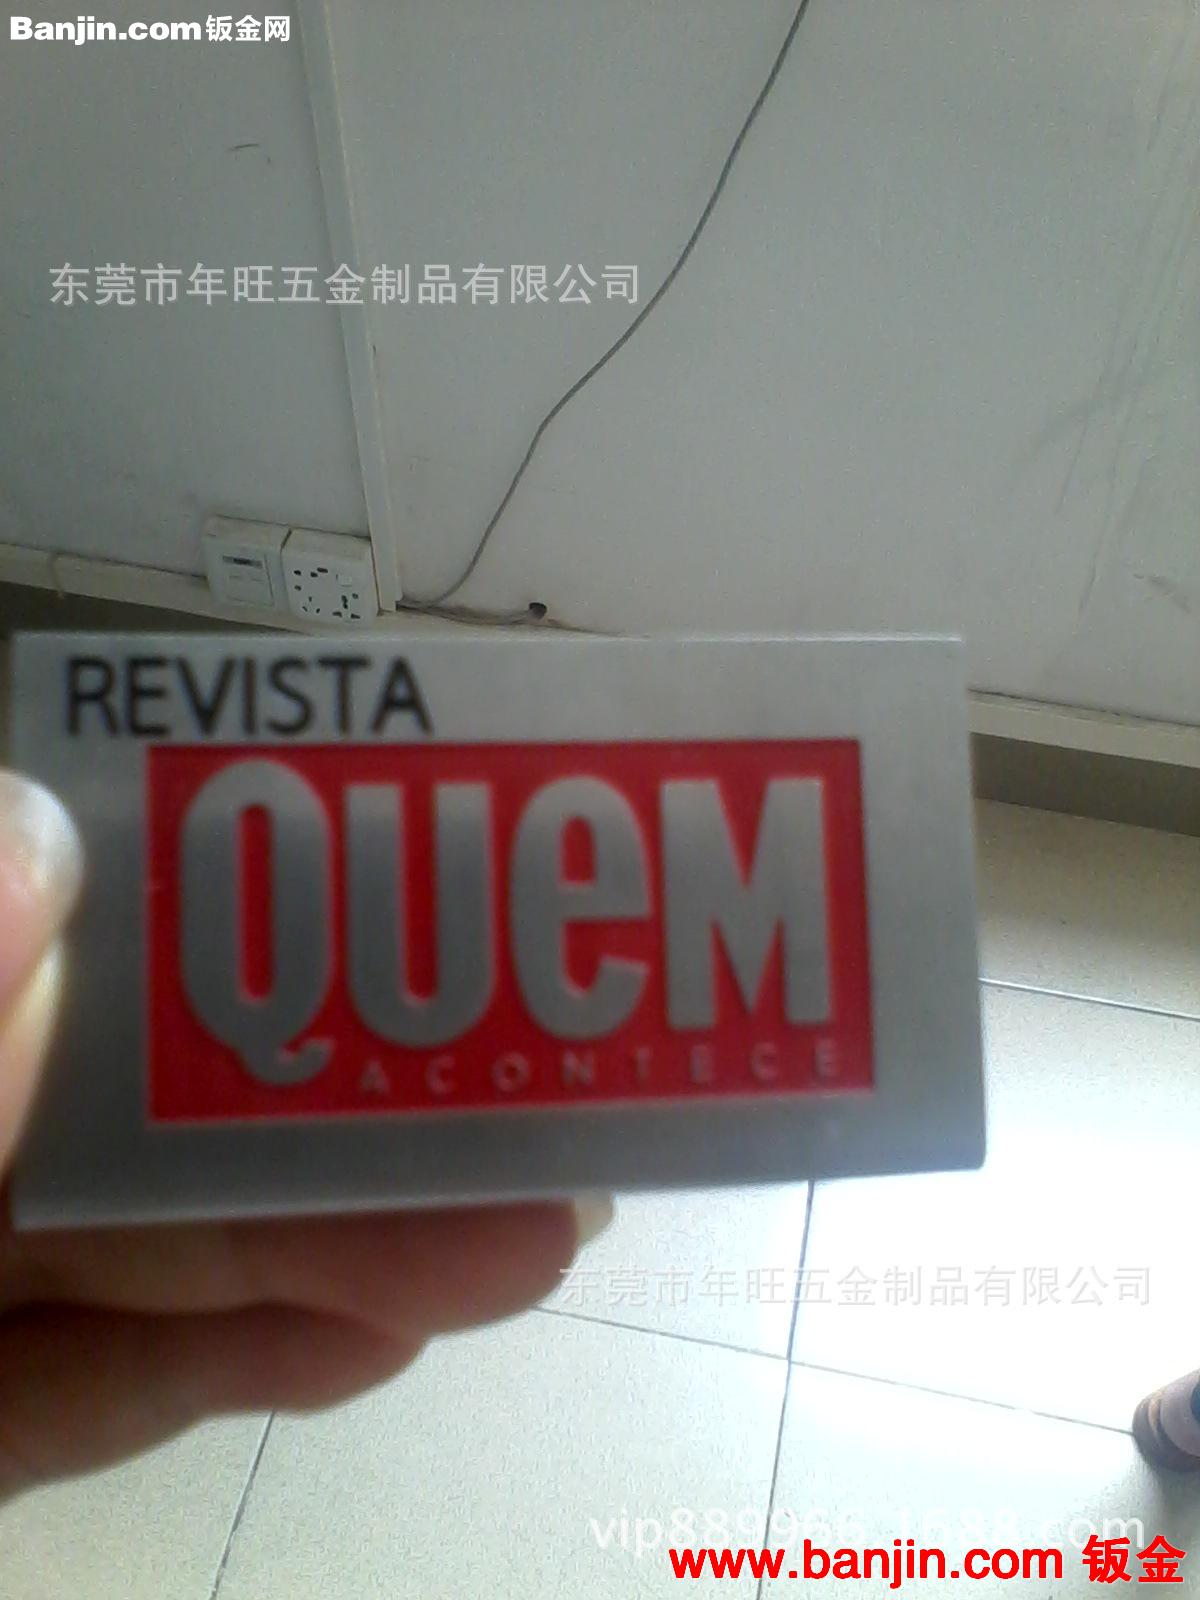 Banjin.com钣金网
东莞市年旺五金制品有限公司
REVISTA
QUeM
ACONTECE
东莞市年旺五金制品有限公司
vip889966.1688.com
www.banjin.com 钣金